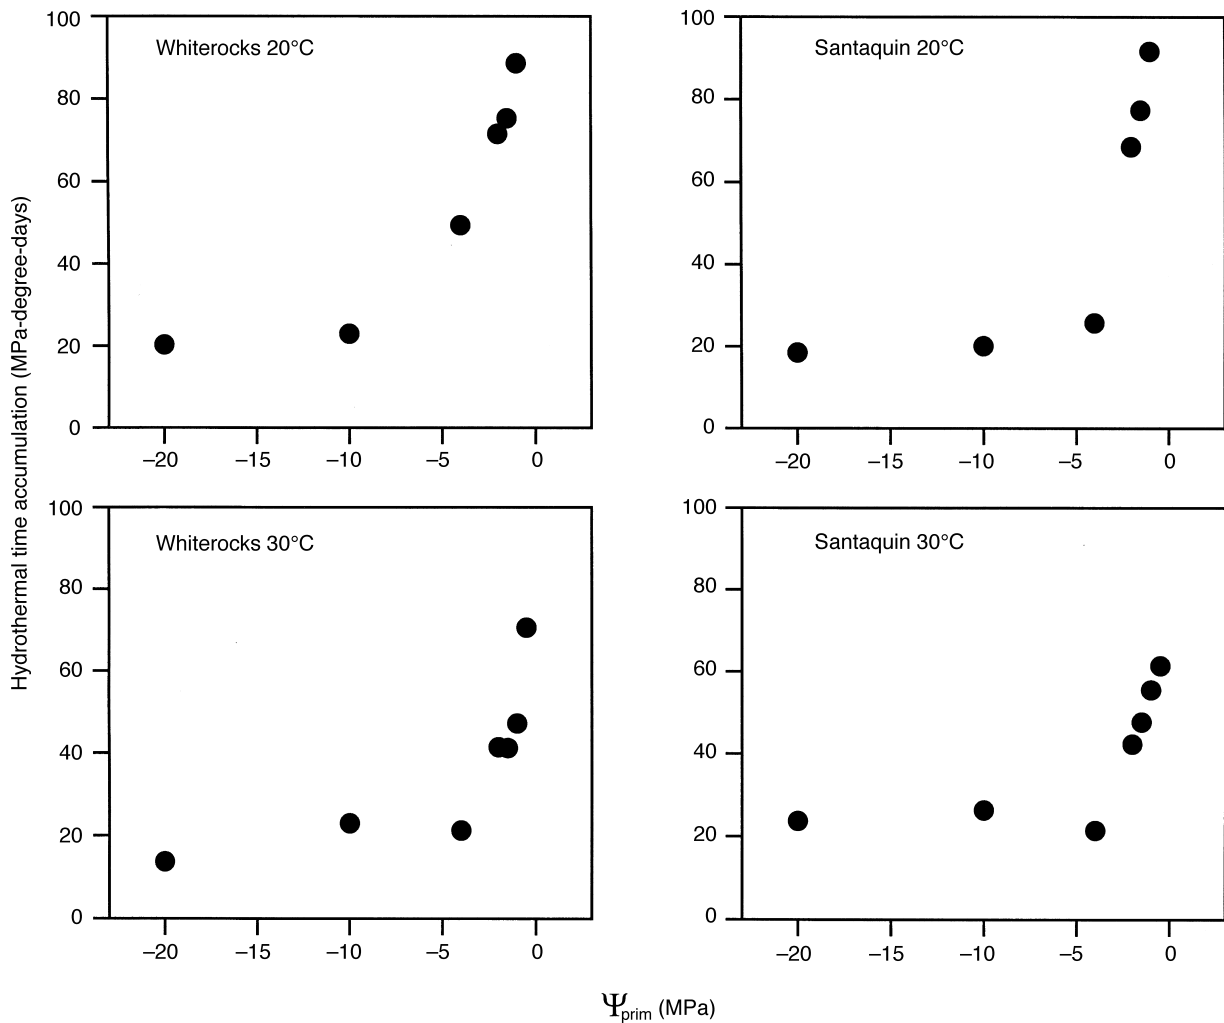 Hydrothermal time accumulation (MPa-degree-days)
Whiterocks 20°C
100
80
60
40
20
0
–20 –15 –10 –5 0
Santaquin 20°C
100
80
60
40
20
0
–20 –15 –10 –5 0
Whiterocks 30°C
100
80
60
40
20
0
–20 –15 –10 –5 0
Santaquin 30°C
100
80
60
40
20
0
–20 –15 –10 –5 0
Ψprim (MPa)